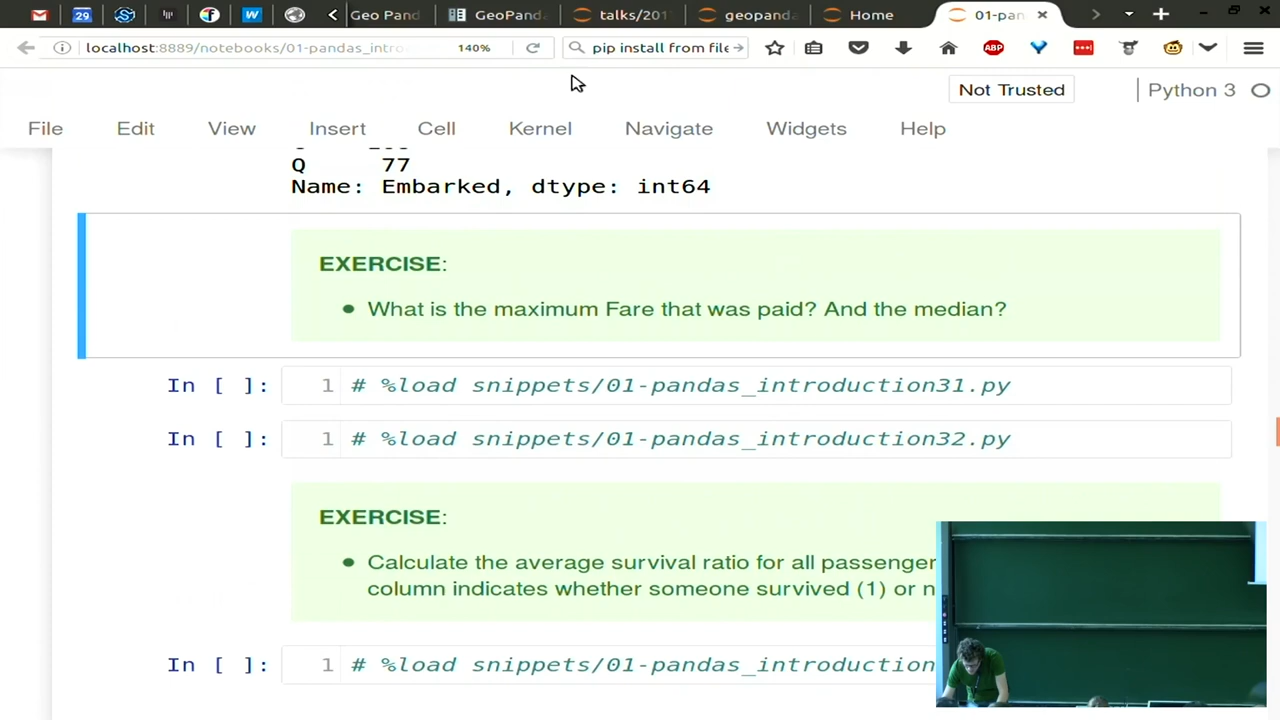 29
W
Geo Pand
GeoPanda
talks/201
geopanda
Home
01-pan
localhost:8889/notebooks/01-pandas_intro
140%
pip install from file
ABP
Not Trusted
Python 3
File
Edit
View
Insert
Cell
Kernel
Navigate
Widgets
Help
Q 77
Name: Embarked, dtype: int64
EXERCISE:
• What is the maximum Fare that was paid? And the median?
In [ ]: 1 # %load snippets/01-pandas_introduction31.py
In [ ]: 1 # %load snippets/01-pandas_introduction32.py
EXERCISE:
• Calculate the average survival ratio for all passenger
column indicates whether someone survived (1) or n
In [ ]: 1 # %load snippets/01-pandas_introduction